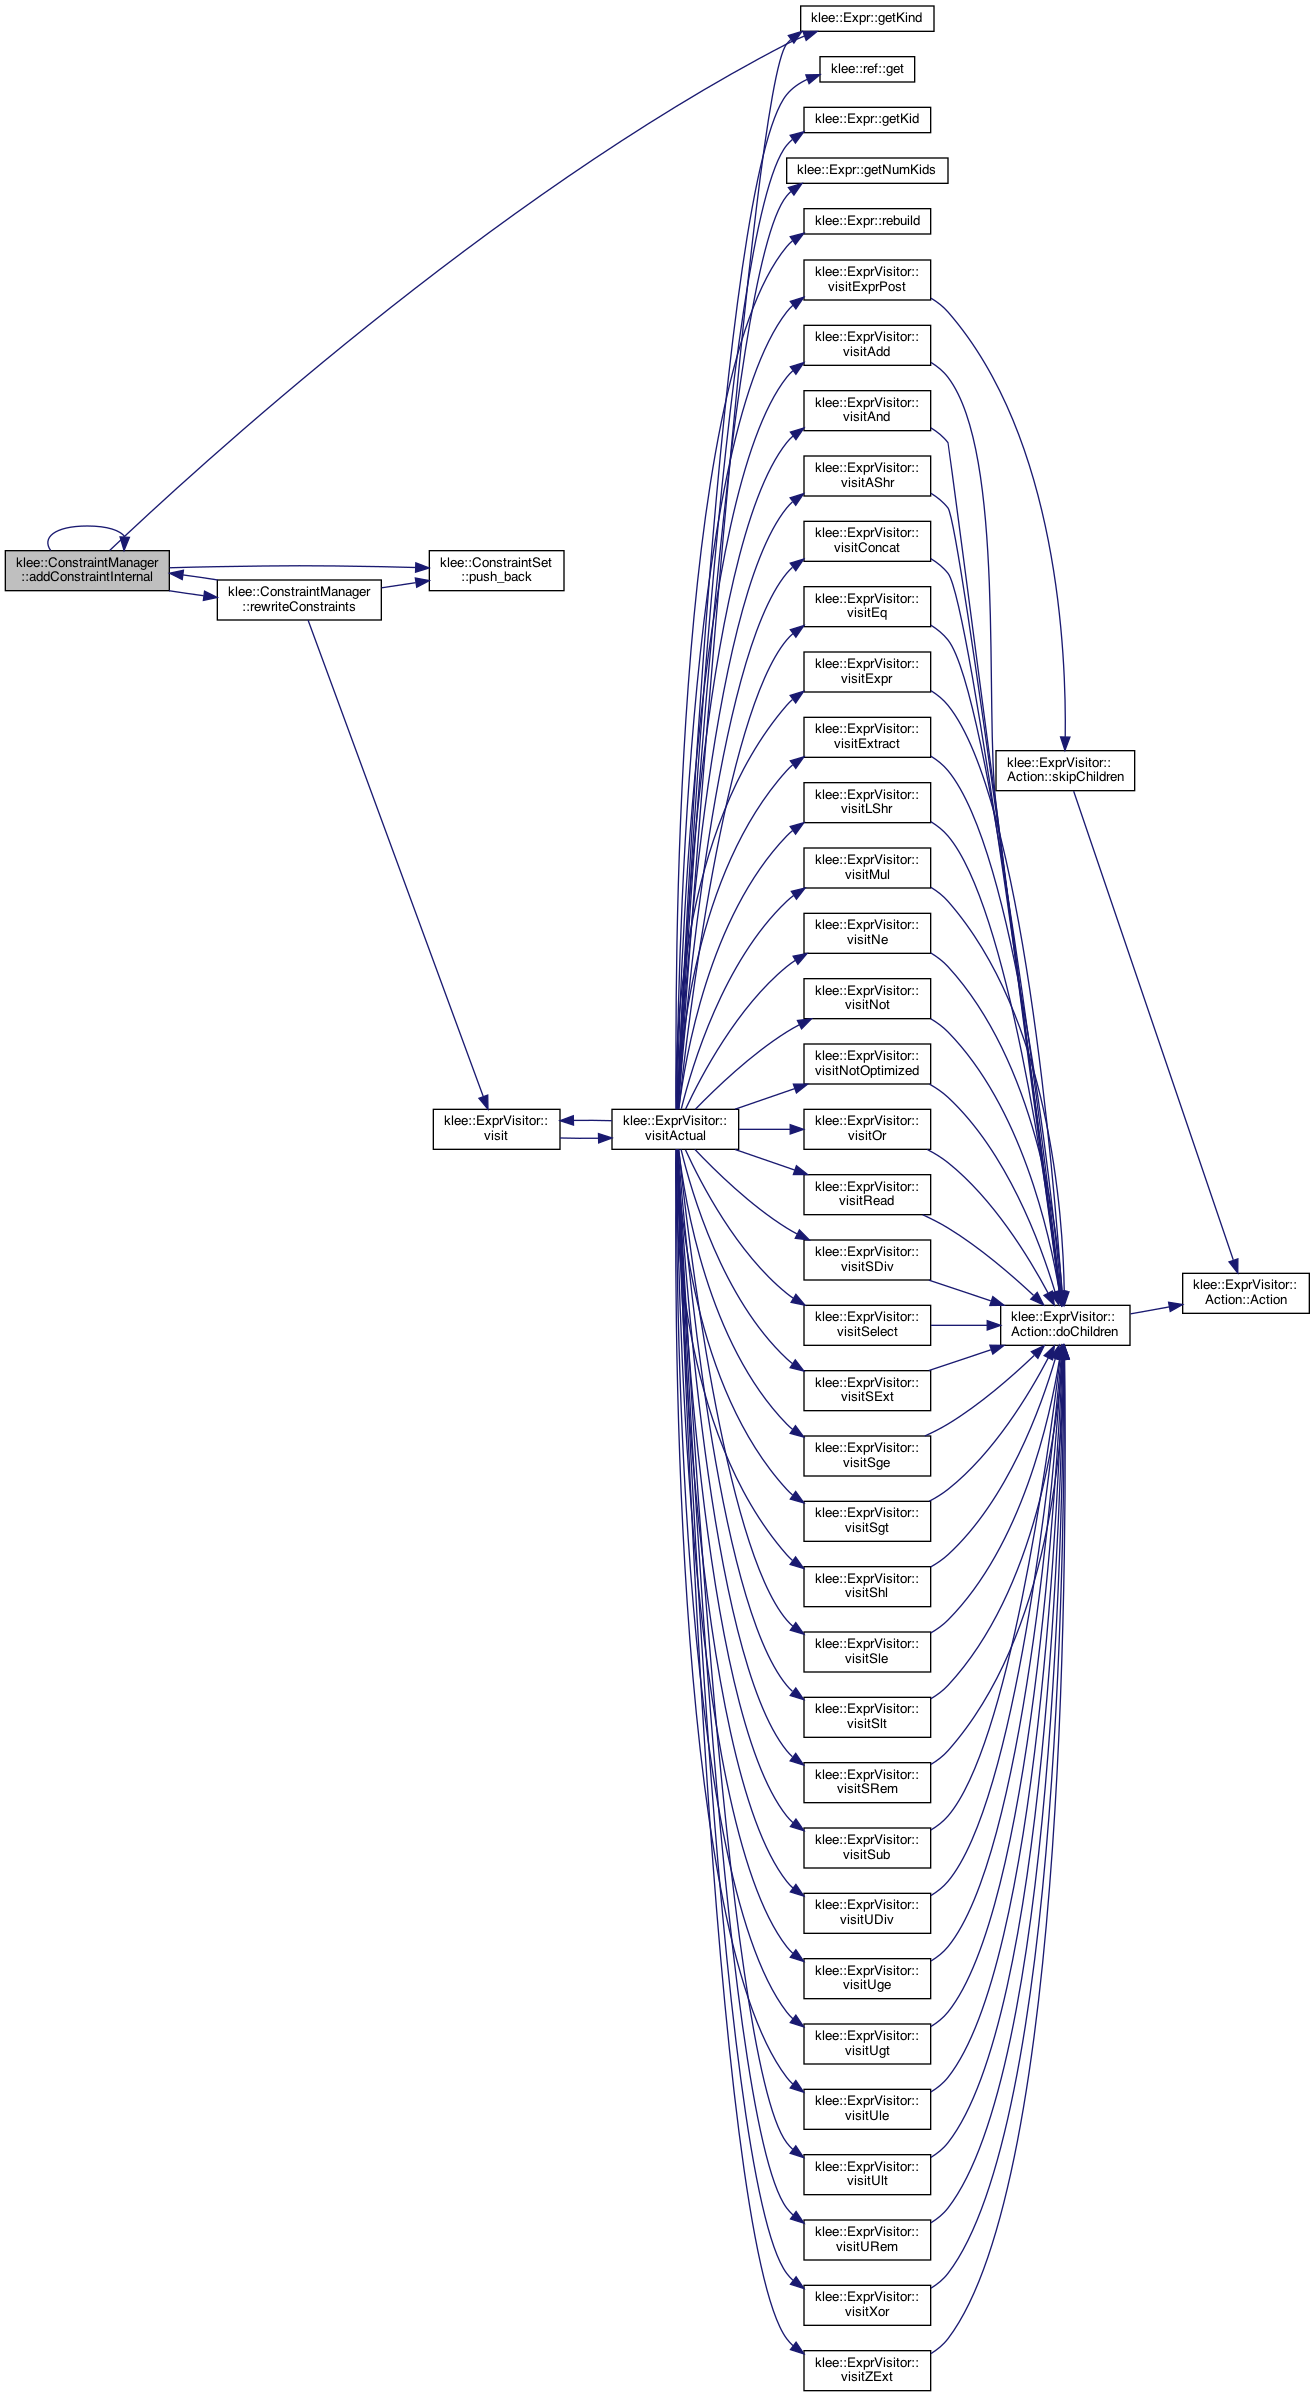 klee::Expr::getKind
klee::ref::get
klee::Expr::getKid
klee::Expr::getNumKids
klee::Expr::rebuild
klee::ExprVisitor::
visitExprPost
klee::ExprVisitor::
visitAdd
klee::ExprVisitor::
visitAnd
klee::ExprVisitor::
visitAShr
klee::ExprVisitor::
visitConcat
klee::ConstraintManager
::addConstraintInternal
klee::ConstraintSet
::push_back
klee::ConstraintManager
::rewriteConstraints
klee::ExprVisitor::
visitEq
klee::ExprVisitor::
visitExpr
klee::ExprVisitor::
visitExtract
klee::ExprVisitor::
Action::skipChildren
klee::ExprVisitor::
visitLShr
klee::ExprVisitor::
visitMul
klee::ExprVisitor::
visitNe
klee::ExprVisitor::
visitNot
klee::ExprVisitor::
visitNotOptimized
klee::ExprVisitor::
visit
klee::ExprVisitor::
visitActual
klee::ExprVisitor::
visitOr
klee::ExprVisitor::
visitRead
klee::ExprVisitor::
visitSDiv
klee::ExprVisitor::
Action::Action
klee::ExprVisitor::
visitSelect
klee::ExprVisitor::
Action::doChildren
klee::ExprVisitor::
visitSExt
klee::ExprVisitor::
visitSge
klee::ExprVisitor::
visitSgt
klee::ExprVisitor::
visitShl
klee::ExprVisitor::
visitSle
klee::ExprVisitor::
visitSlt
klee::ExprVisitor::
visitSRem
klee::ExprVisitor::
visitSub
klee::ExprVisitor::
visitUDiv
klee::ExprVisitor::
visitUge
klee::ExprVisitor::
visitUgt
klee::ExprVisitor::
visitUle
klee::ExprVisitor::
visitUlt
klee::ExprVisitor::
visitURem
klee::ExprVisitor::
visitXor
klee::ExprVisitor::
visitZExt